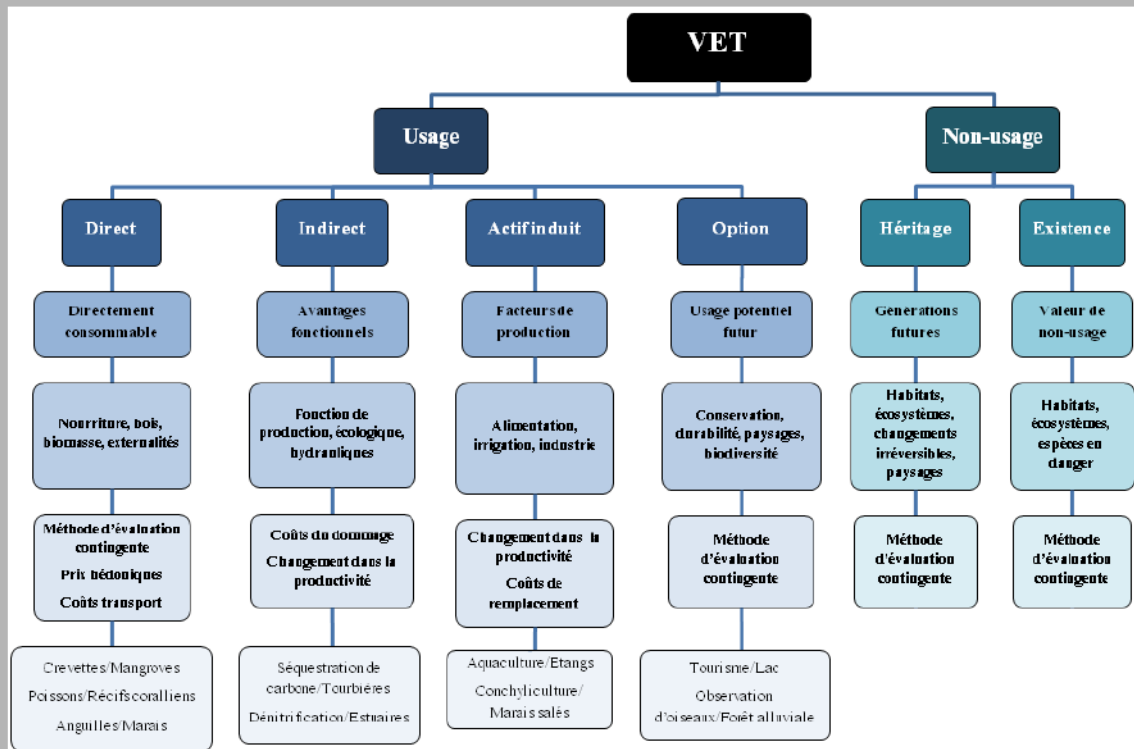 VET
Usage
Non-usage
Direct
Indirect
Actif induit
Option
Héritage
Existence
Directement
consommable
Avantages
fonctionnels
Facteurs de
production
Usage potentiel
futur
Generations
futures
Valeur de
non-usage
Nourriture, bois,
biomasse, externalités
Fonction de
production, écologique,
hydrauliques
Alimentation,
irrigation, industrie
Conservation,
durabilité, paysages,
biodiversité
Habitats,
écosystèmes,
changements
irréversibles,
paysages
Habitats,
écosystèmes,
espèces en
danger
Méthode d'évaluation
contingente
Prix hédoniques
Coûts transport
Coûts du dommage
Changement dans la
productivité
Changement dans la
productivité
Coûts de
remplacement
Méthode
d'évaluation
contingente
Méthode
d'évaluation
contingente
Méthode
d'évaluation
contingente
Crevettes/Mangroves
Poissons/Récifs coralliens
Anguilles/Marais
Séquestration de
carbone/Tourbières
Dénitrification/Estuaires
Aquaculture/Etangs
Conchyliculture/
Marais salés
Tourisme/Lac
Observation
d'oiseaux/Forêt alluviale